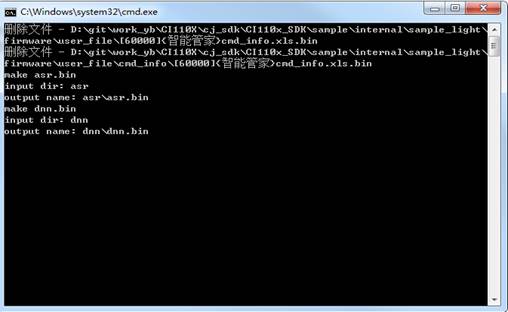 C:\Windows\system32\cmd.exe
删除文件 - D:\git\work_yb\CI110X\cj_sdk\CI110x_SDK\sample\internal\sample_light\
firmware\user_file\[60000]{智能管家}cmd_info.xls.bin
删除文件 - D:\git\work_yb\CI110X\cj_sdk\CI110x_SDK\sample\internal\sample_light\
firmware\user_file\cmd_info\[60000]{智能管家}cmd_info.xls.bin
make asr.bin
input dir: asr
output name: asr\asr.bin
make dnn.bin
input dir: dnn
output name: dnn\dnn.bin